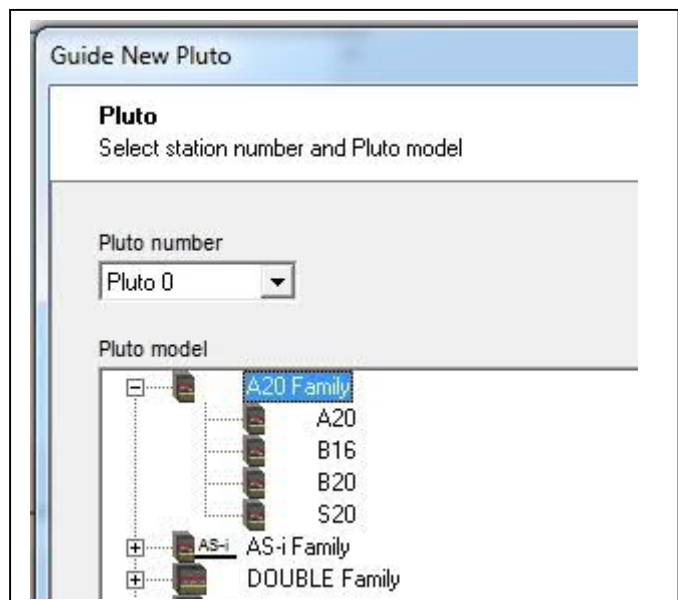 Guide New Pluto
Pluto
Select station number and Pluto model
Pluto number
Pluto 0
Pluto model
A20 Family
A20
B16
B20
S20
AS-i AS-i Family
DOUBLE Family